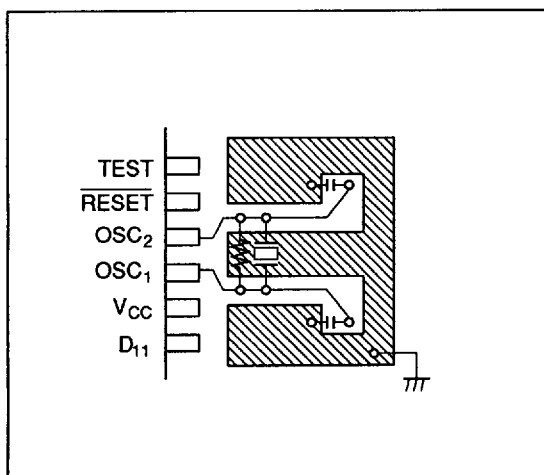 TEST
RESET
OSC2
OSC1
VCC
D11